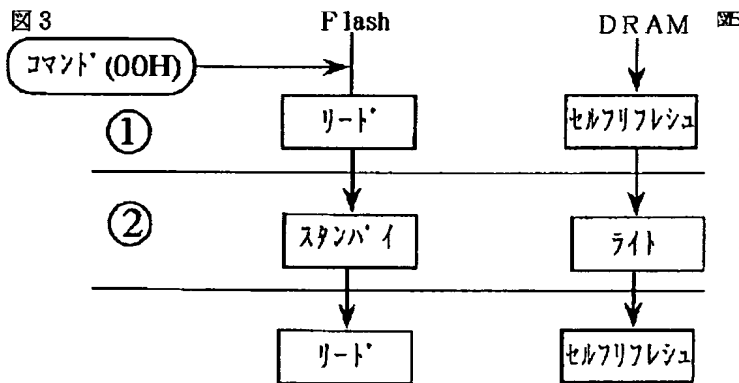 図3
Flash
DRAM
コマンド(00H)
①
リード
セルフリフレシュ
②
スタンバイ
ライト
リード
セルフリフレシュ